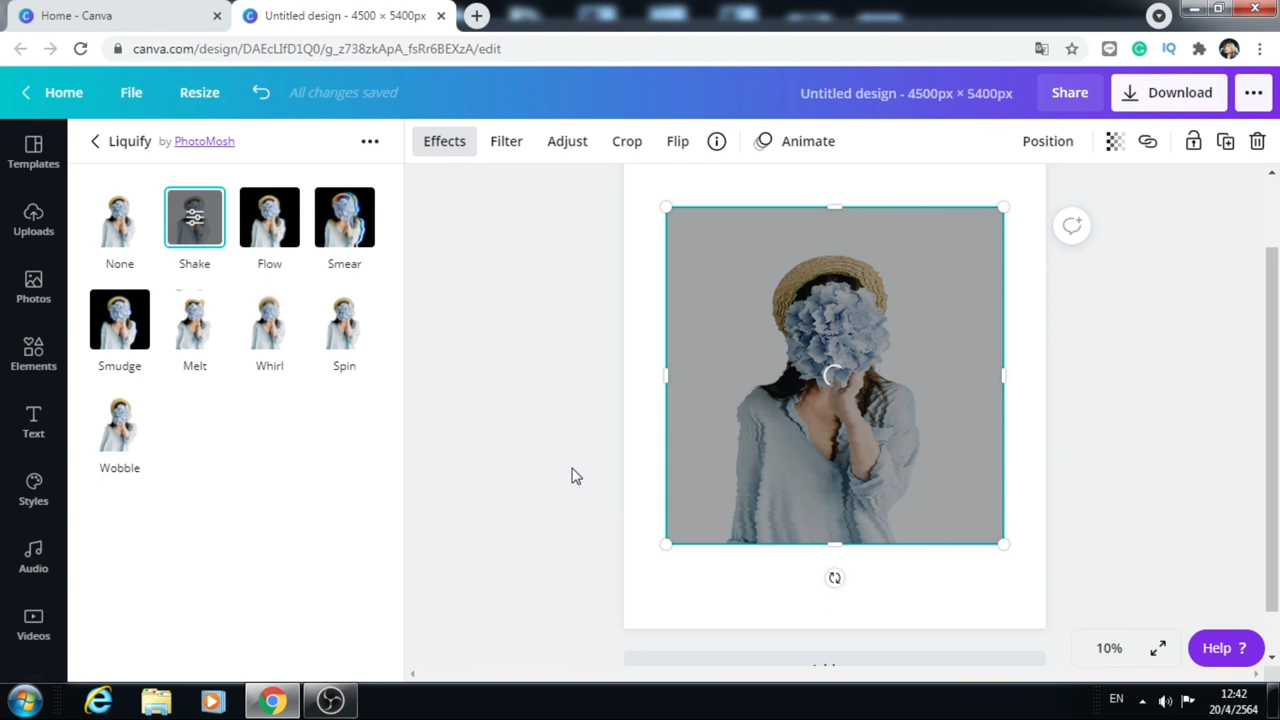 Home - Canva
Untitled design - 4500 × 5400px
canva.com/design/DAEcLIfD1Q0/g_z738zkApA_fsRr6BEXzA/edit
IQ
Home File Resize All changes saved Untitled design - 4500px × 5400px Share Download
Liquify by PhotoMosh
Effects Filter Adjust Crop Flip Animate Position
Templates
Uploads
Photos
Elements
Text
Styles
Audio
Videos
None Shake Flow Smear
Smudge Melt Whirl Spin
Wobble
10%
Help ?
EN
12:42
20/4/2564